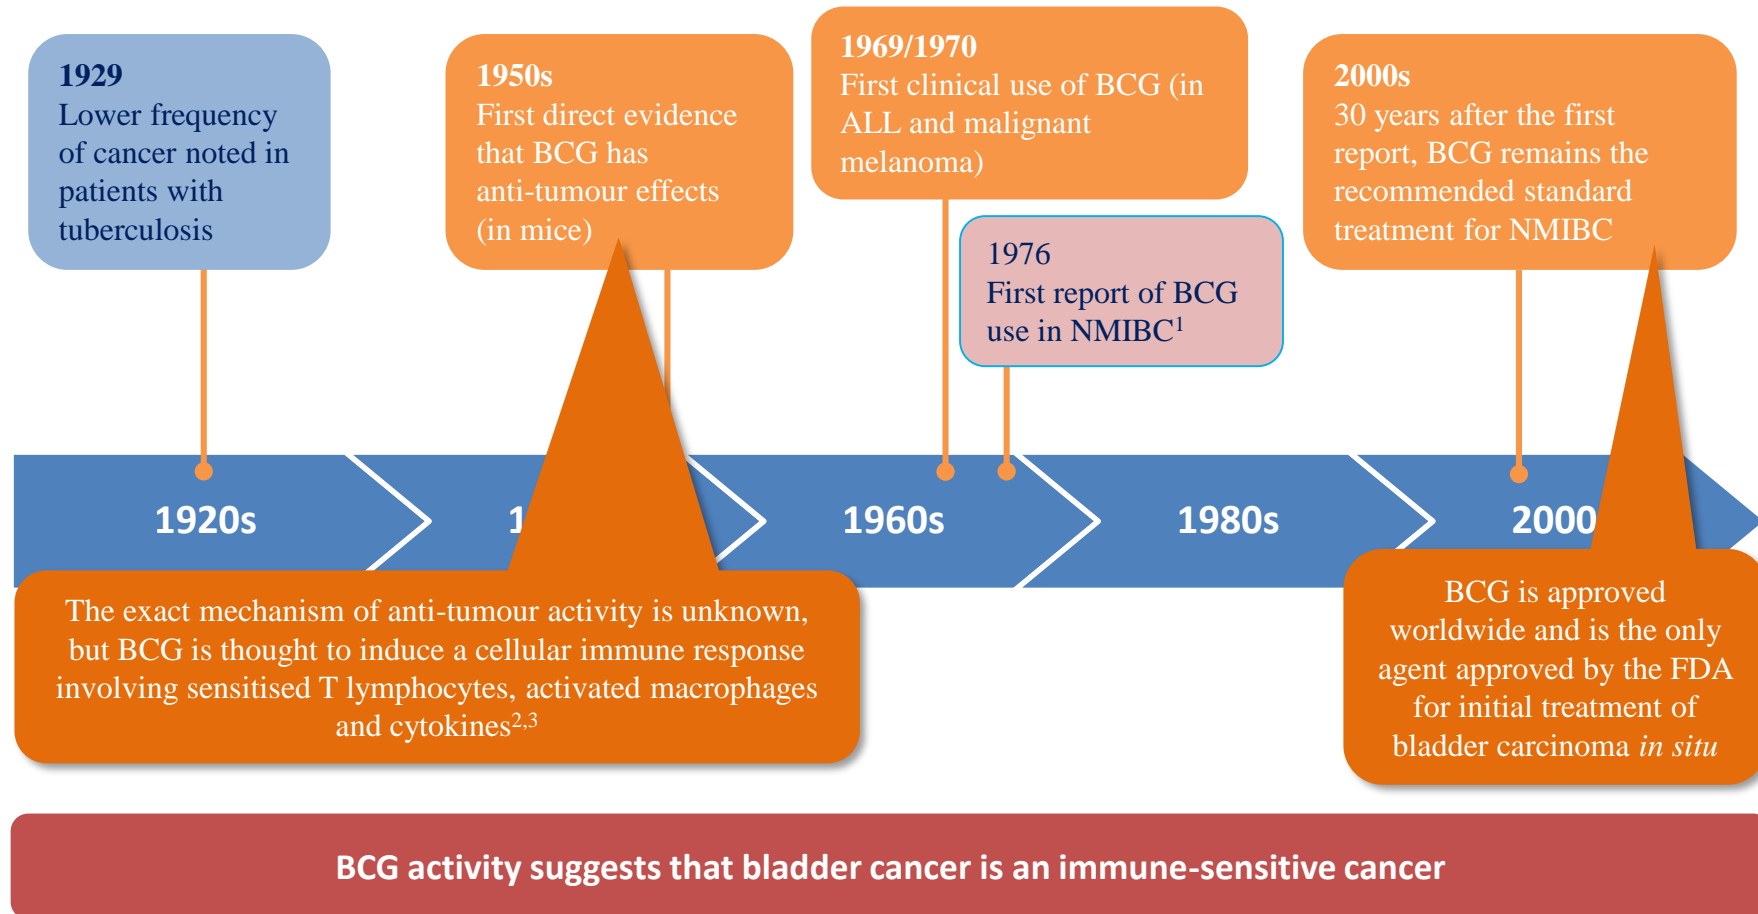 1929
Lower frequency
of cancer noted in
patients with
tuberculosis
1950s
First direct evidence
that BCG has
anti-tumour effects
(in mice)
1969/1970
First clinical use of BCG (in
ALL and malignant
melanoma)
1976
First report of BCG
use in NMIBC¹
2000s
30 years after the first
report, BCG remains the
recommended standard
treatment for NMIBC
1920s
1960s
1980s
2000
The exact mechanism of anti-tumour activity is unknown,
but BCG is thought to induce a cellular immune response
involving sensitised T lymphocytes, activated macrophages
and cytokines²,³
BCG is approved
worldwide and is the only
agent approved by the FDA
for initial treatment of
bladder carcinoma in situ
BCG activity suggests that bladder cancer is an immune-sensitive cancer